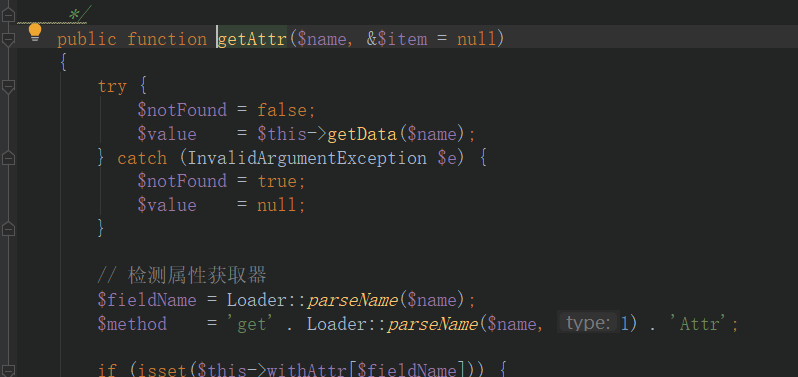 */
public function getAttr($name, &$item = null)
{
try {
$notFound = false;
$value    = $this->getData($name);
} catch (InvalidArgumentException $e) {
$notFound = true;
$value    = null;
}
// 检测属性获取器
$fieldName = Loader::parseName($name);
$method    = 'get' . Loader::parseName($name, type: 1) . 'Attr';
if (isset($this->withAttr[$fieldName])) {